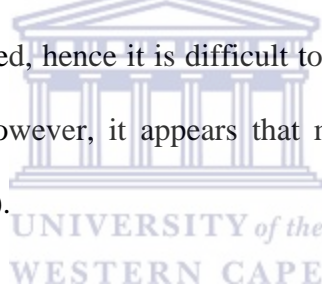 ed, hence it is difficult to
owever, it appears that
).
UNIVERSITY of the
WESTERN CAPE